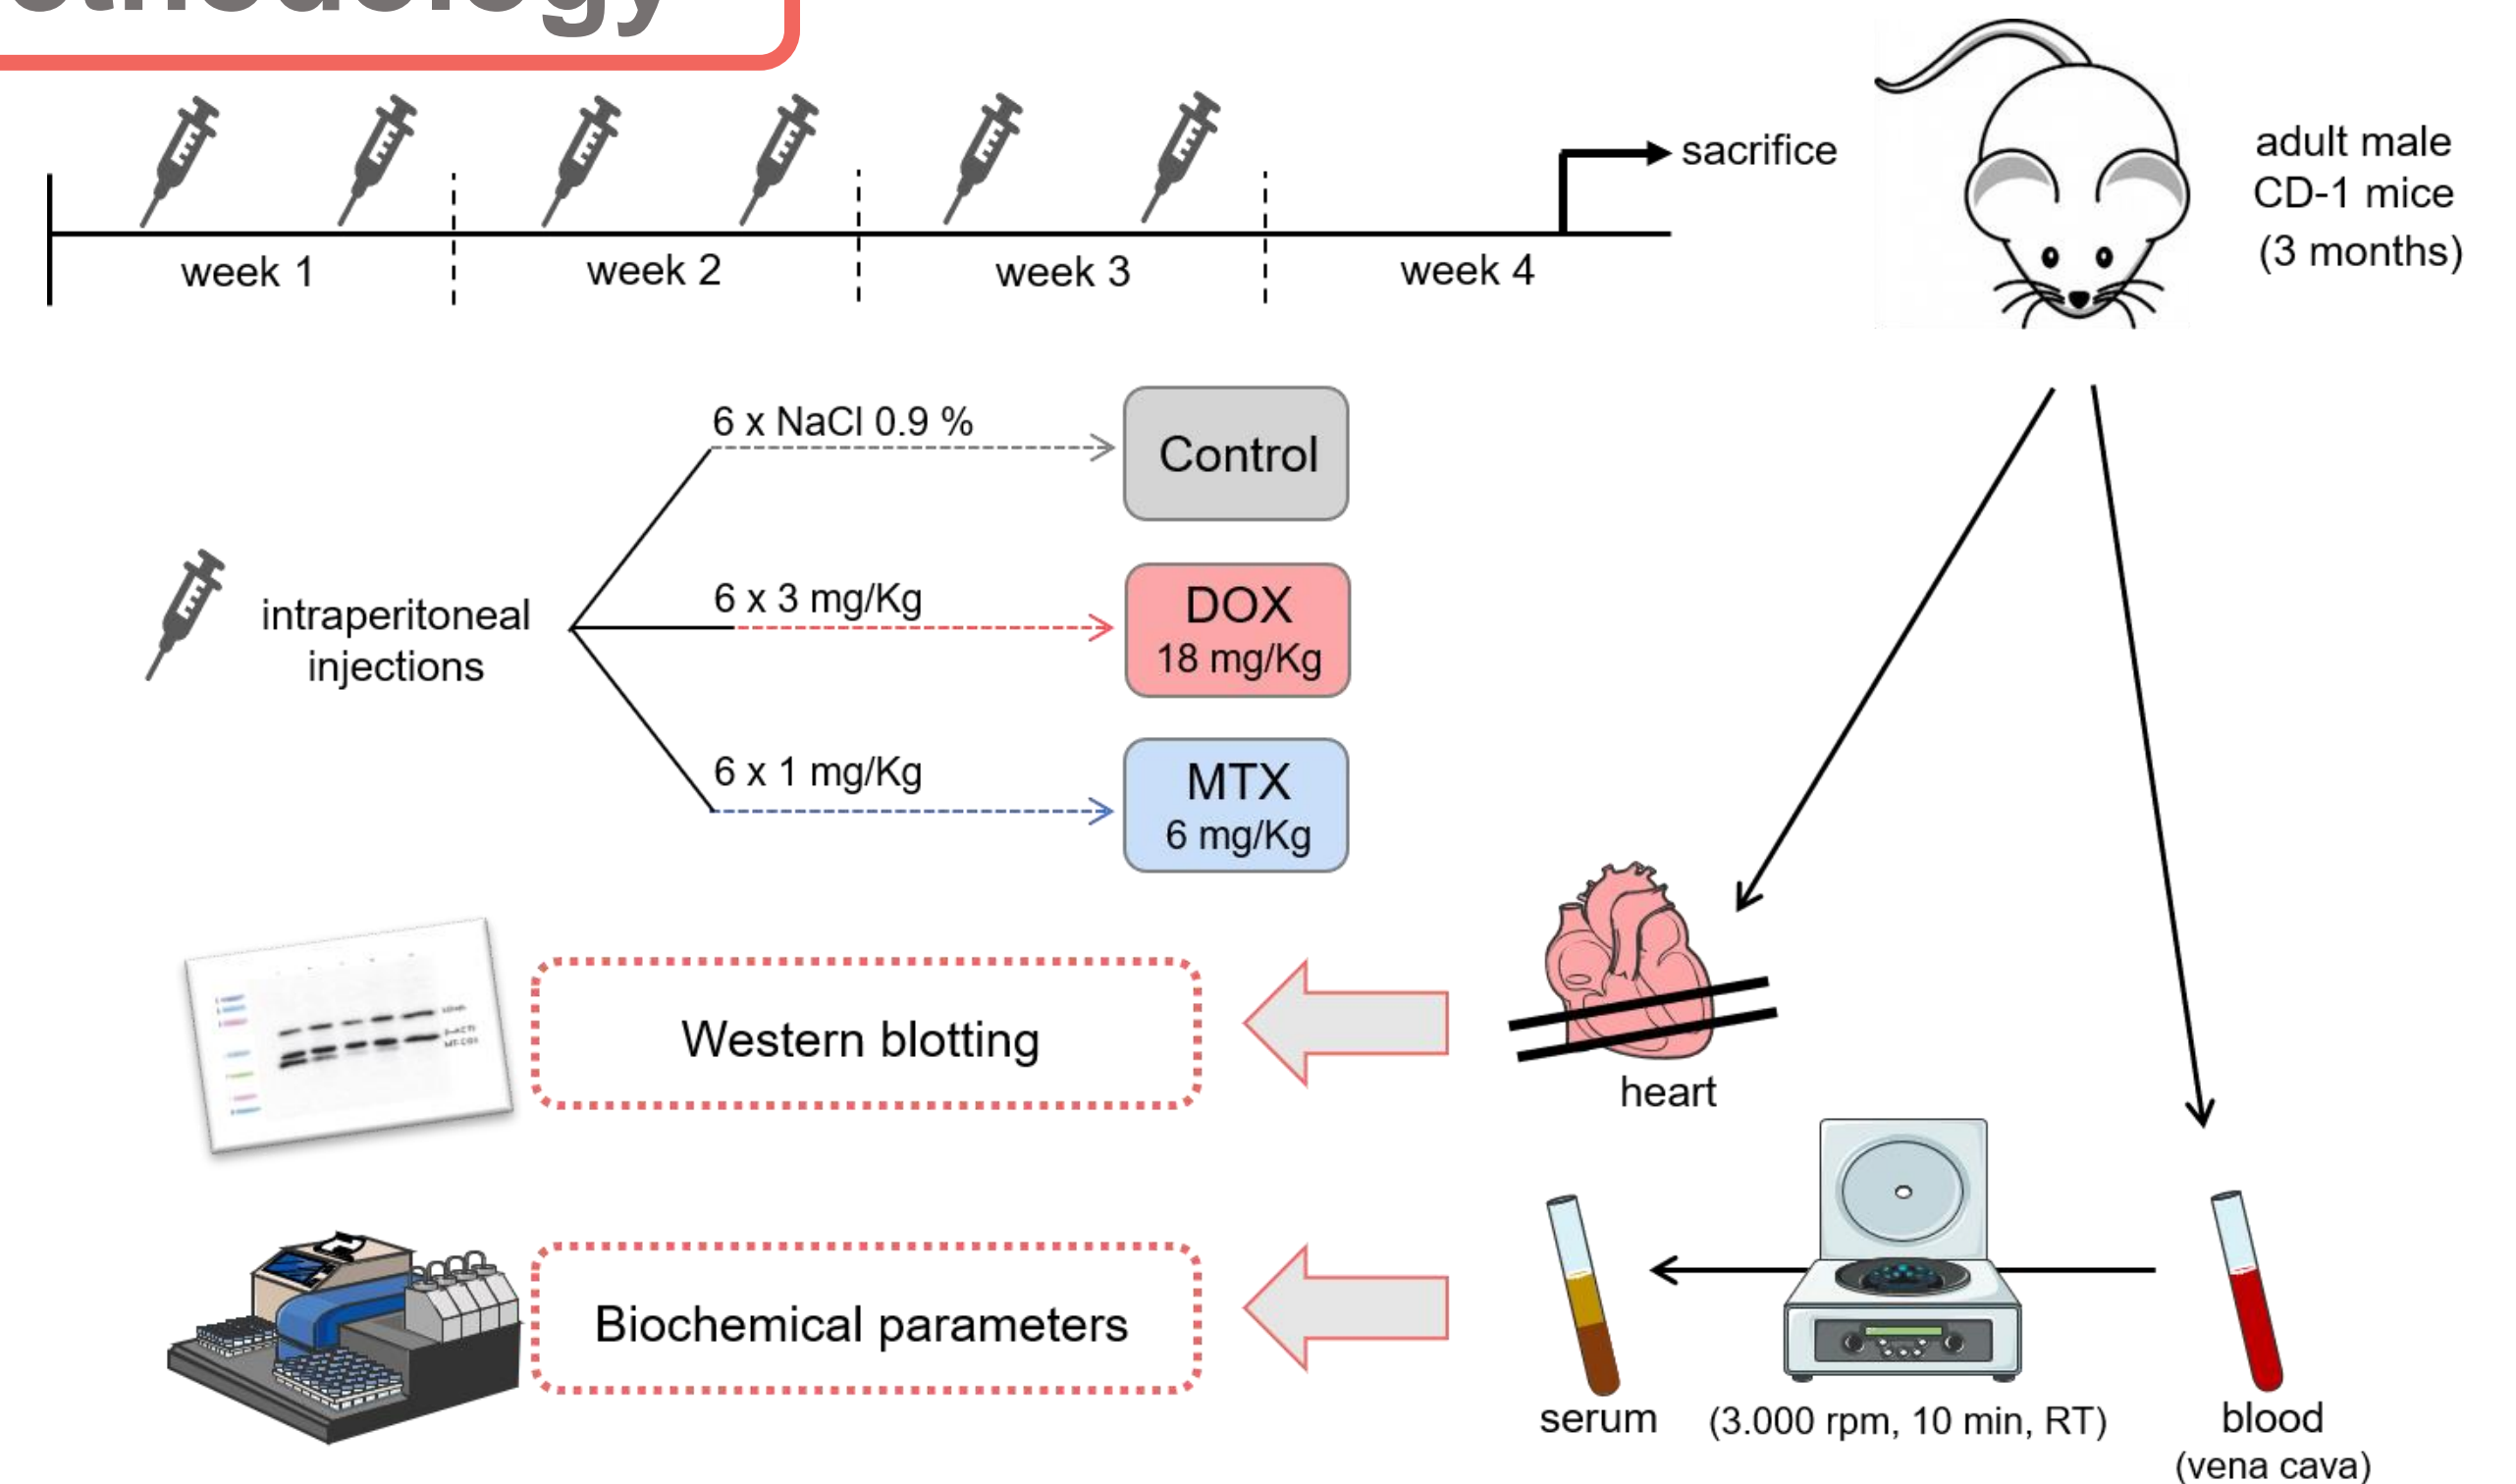 sacrifice
adult male
CD-1 mice
(3 months)
week 1
week 2
week 3
week 4
6 x NaCl 0.9 %
Control
intraperitoneal
injections
6 x 3 mg/Kg
DOX
18 mg/Kg
6 x 1 mg/Kg
MTX
6 mg/Kg
Western blotting
heart
Biochemical parameters
serum
(3.000 rpm, 10 min, RT)
blood
(vena cava)